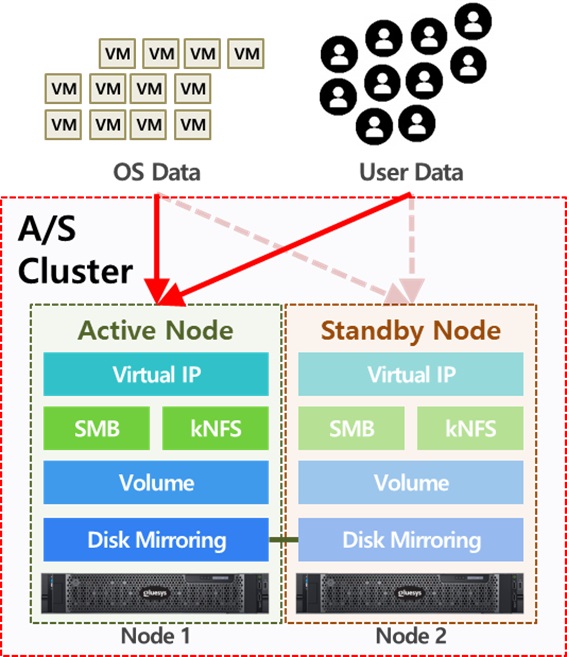 VM VM VM VM
VM VM VM VM
VM VM VM VM
OS Data
User Data
A/S
Cluster
Active Node
Virtual IP
SMB
kNFS
Volume
Disk Mirroring
gluesys
Node 1
Standby Node
Virtual IP
SMB
kNFS
Volume
Disk Mirroring
gluesys
Node 2